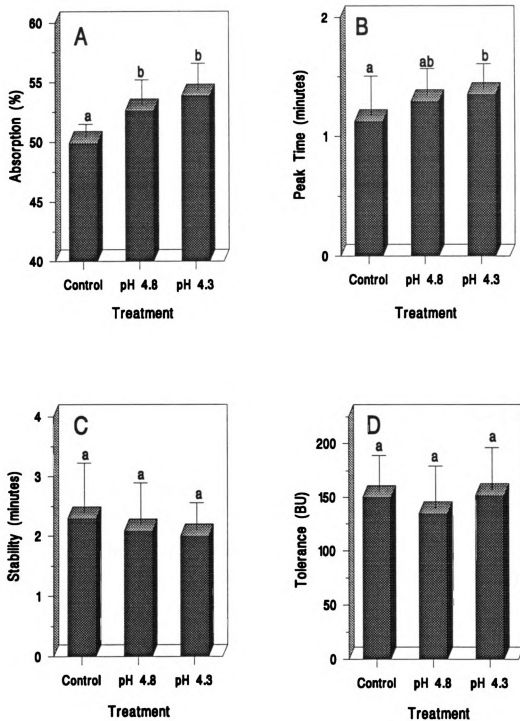 A
Absorption (%)
60
55
50
45
40
a
b
b
Control pH 4.8 pH 4.3
Treatment
B
Peak Time (minutes)
2
1
0
a
ab
b
Control pH 4.8 pH 4.3
Treatment
C
Stability (minutes)
4
3
2
1
0
a
a
a
Control pH 4.8 pH 4.3
Treatment
D
Tolerance (BU)
200
150
100
50
0
a
a
a
Control pH 4.8 pH 4.3
Treatment